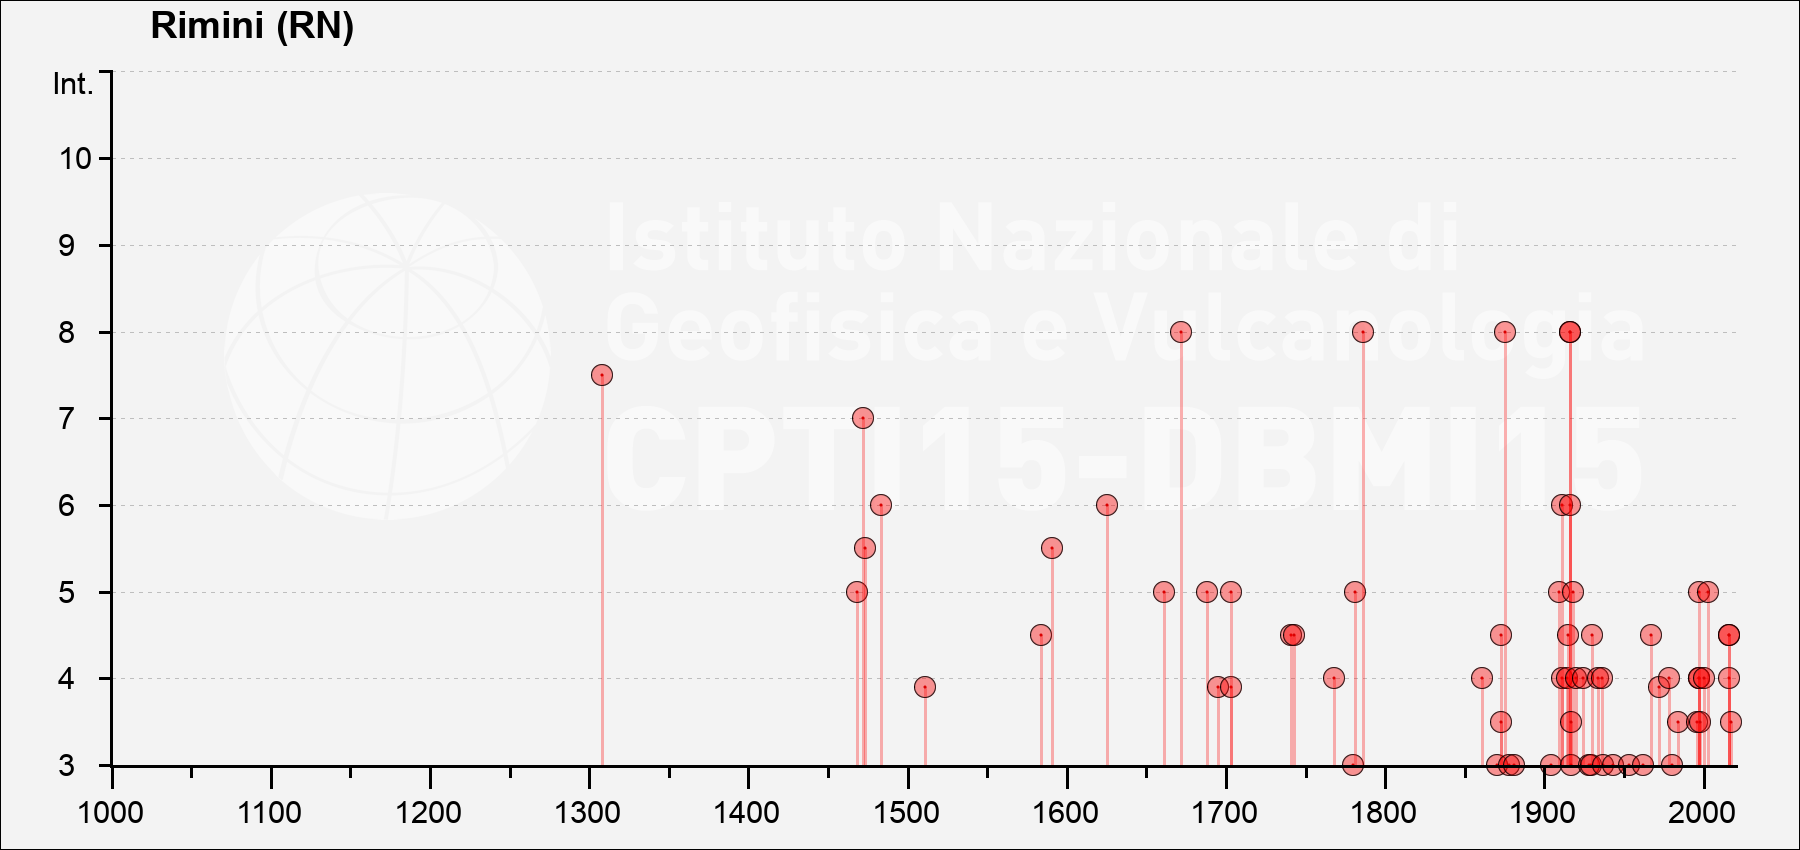 Rimini (RN)
Int.
10
9
8
7
6
5
4
3
1000 1100 1200 1300 1400 1500 1600 1700 1800 1900 2000
Istituto Nazionale di
Geofisica e Vulcanologia
CPTI15-DBMI15